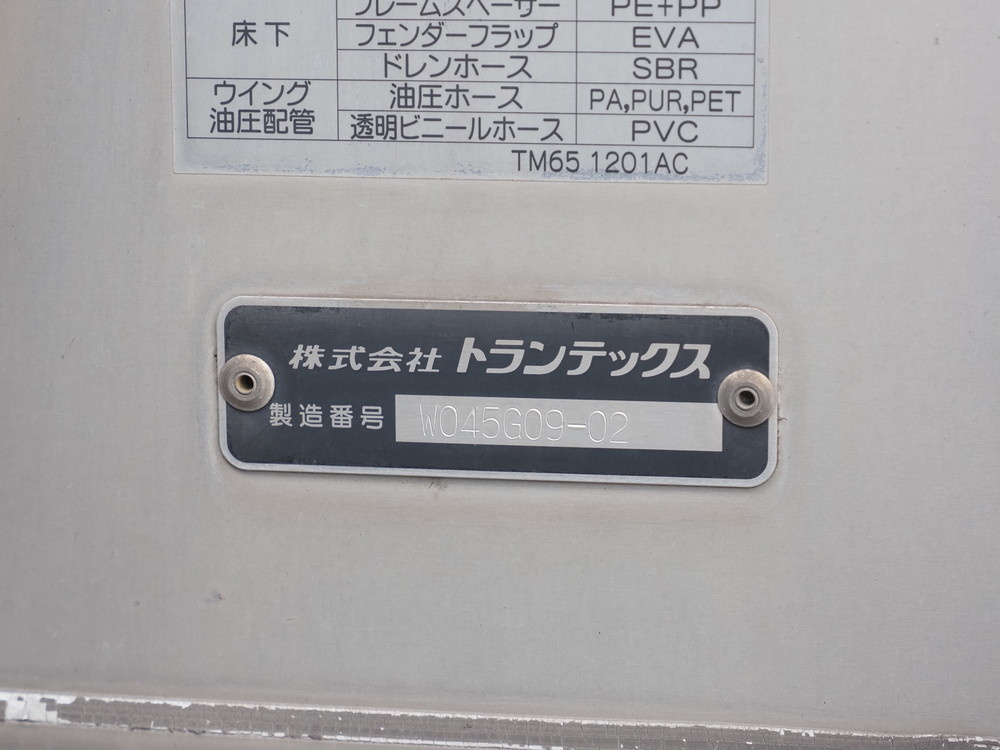 フレームスペーサー PE+PP
床下 フェンダーフラップ EVA
ドレンホース SBR
ウイング 油圧ホース PA,PUR,PET
油圧配管 透明ビニールホース PVC
TM65 1201AC
株式会社 トランテックス
製造番号 W045G09-02